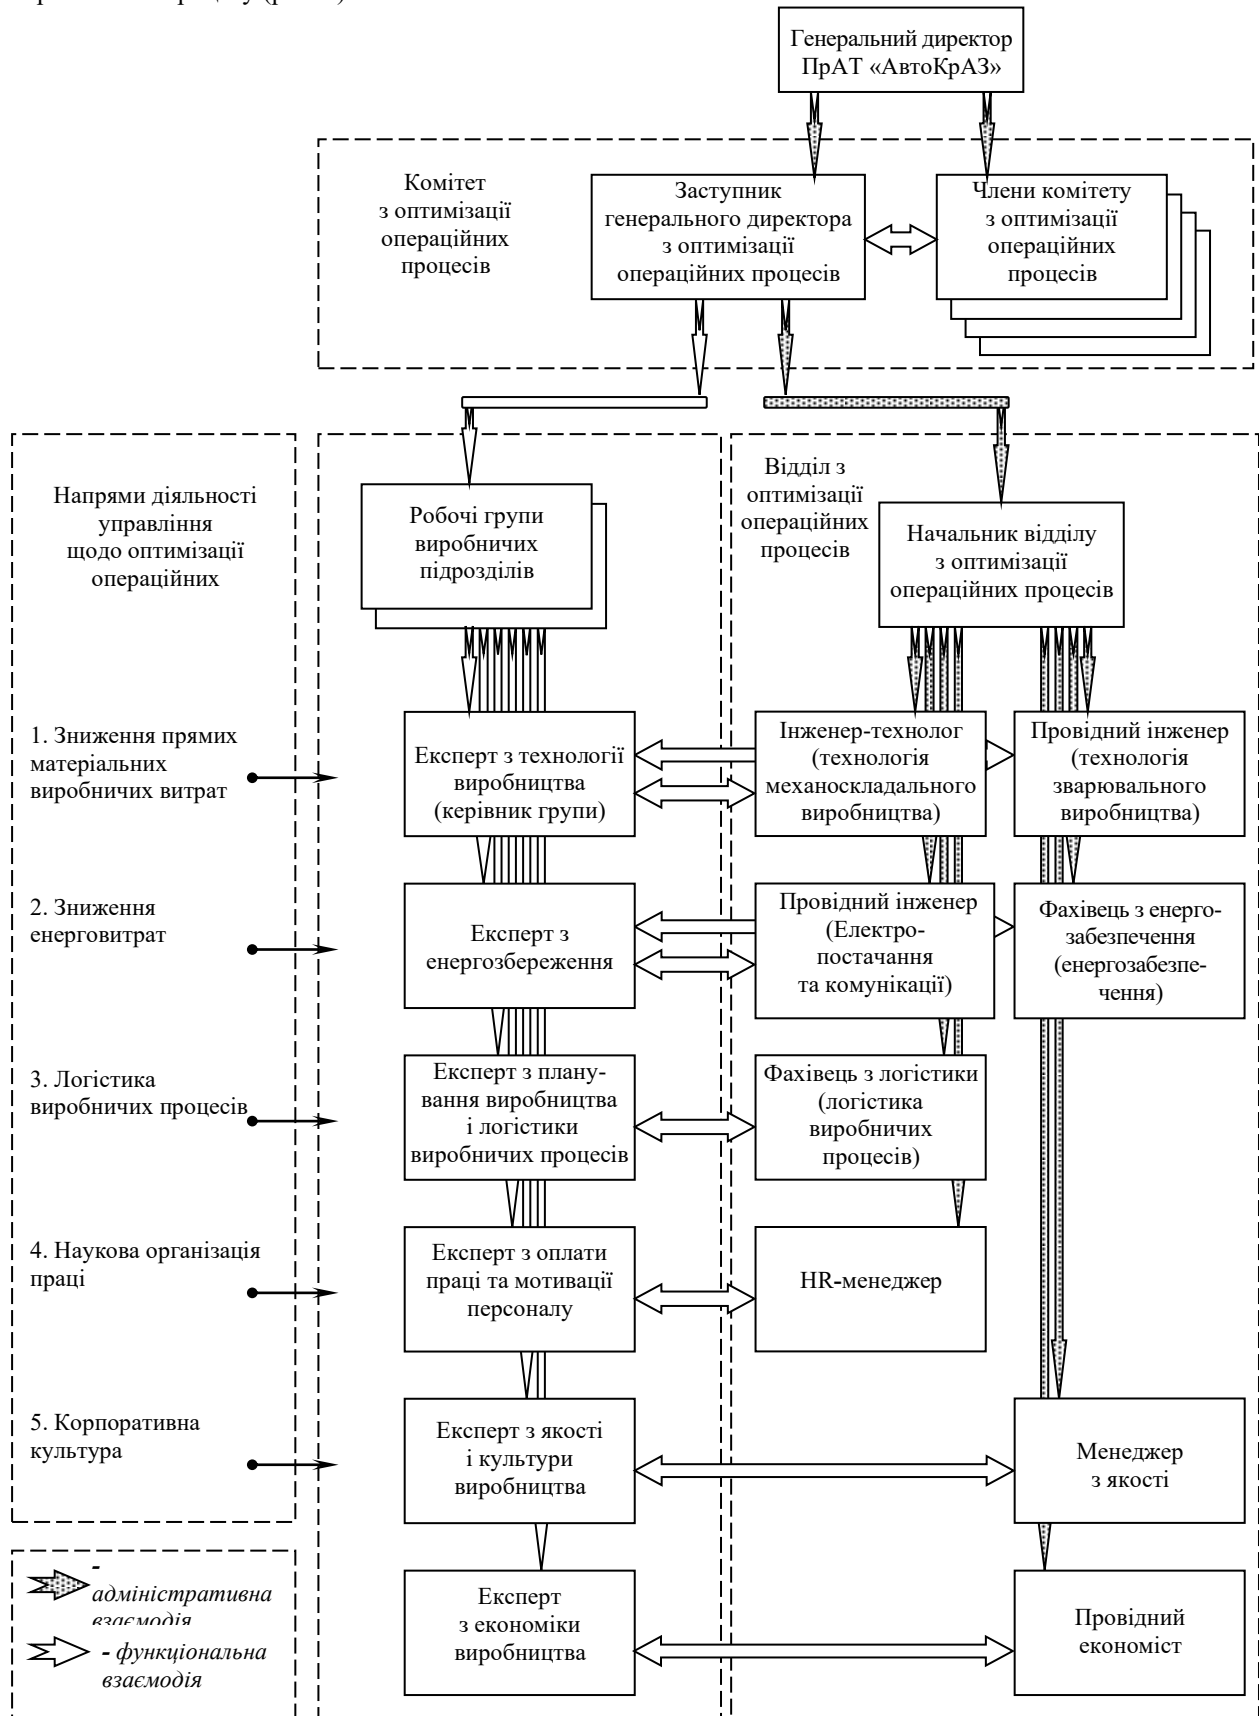 Генеральний директор
ПрАТ «АвтоКрАЗ»
Комітет
з оптимізації
операційних
процесів
Заступник
генерального директора
з оптимізації
операційних процесів
Члени комітету
з оптимізації
операційних
процесів
Напрями діяльності
управління
щодо оптимізації
операційних
Робочі групи
виробничих
підрозділів
Відділ з
оптимізації
операційних
процесів
Начальник відділу
з оптимізації
операційних процесів
1. Зниження прямих
матеріальних
виробничих витрат
Експерт з технології
виробництва
(керівник групи)
Інженер-технолог
(технологія
механоскладального
виробництва)
Провідний інженер
(технологія
зварювального
виробництва)
2. Зниження
енерговитрат
Експерт з
енергозбереження
Провідний інженер
(Електро-
постачання
та комунікації)
Фахівець з енерго-
забезпечення
(енергозабезпе-
чення)
3. Логістика
виробничих процесів
Експерт з плану-
вання виробництва
і логістики
виробничих процесів
Фахівець з логістики
(логістика
виробничих
процесів)
4. Наукова організація
праці
Експерт з оплати
праці та мотивації
персоналу
HR-менеджер
5. Корпоративна
культура
Експерт з якості
і культури
виробництва
Менеджер
з якості
-
адміністративна
взаємодія
- функціональна
взаємодія
Експерт
з економіки
виробництва
Провідний
економіст